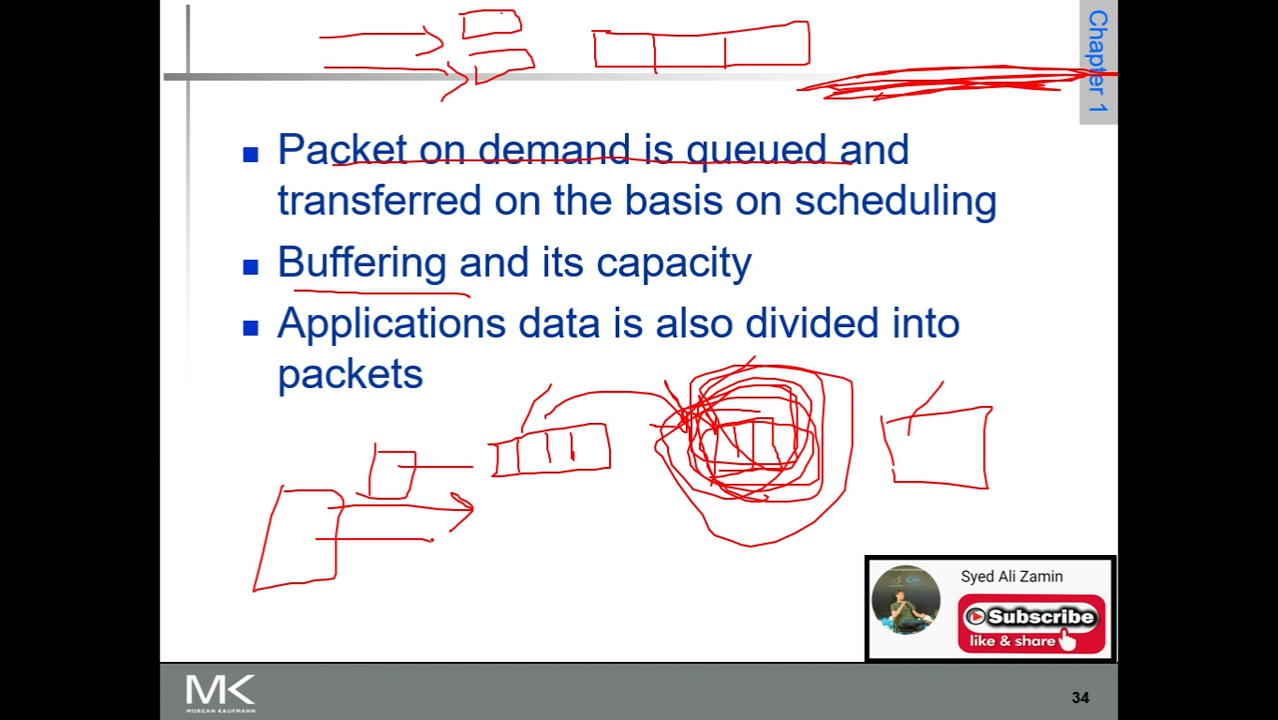 Chapter 1
Packet on demand is queued and
transferred on the basis on scheduling
Buffering and its capacity
Applications data is also divided into
packets
Syed Ali Zamin
Subscribe
like & share
MK
MORGAN KAUFMANN
34